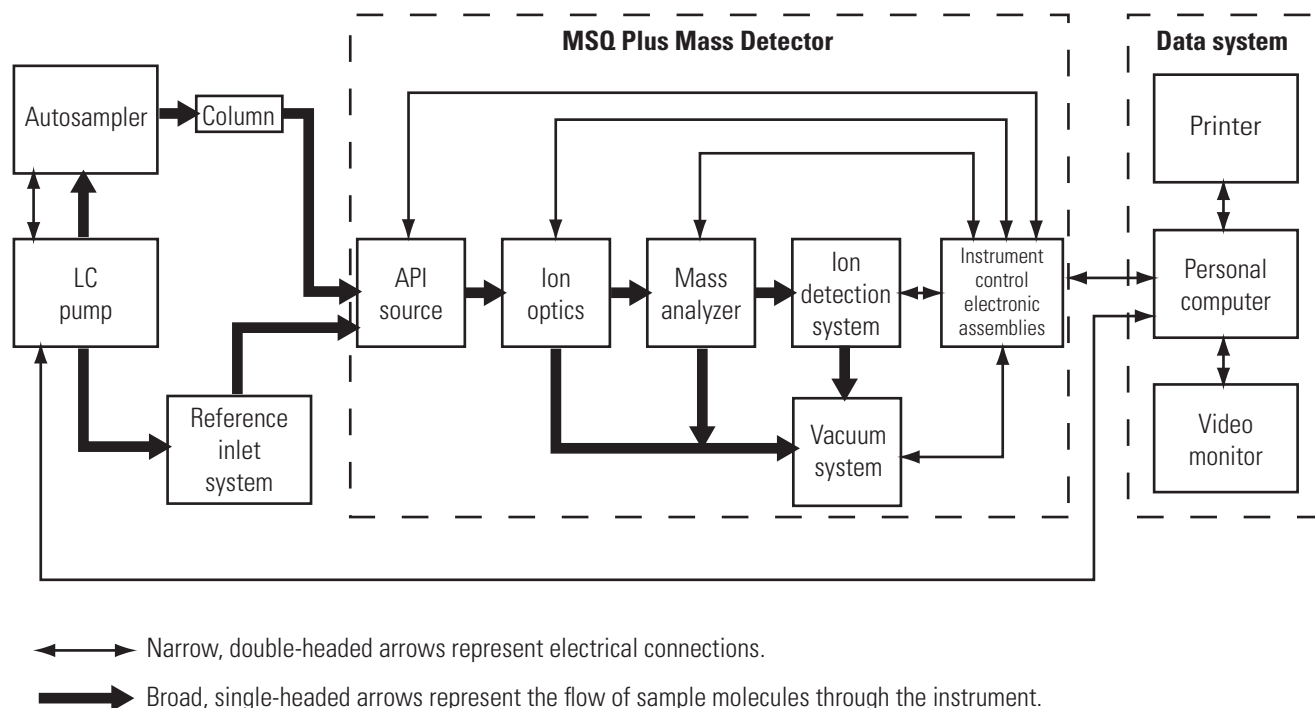 MSQ Plus Mass Detector
Data system
Autosampler
Column
Printer
LC
pump
API
source
Ion
optics
Mass
analyzer
Ion
detection
system
Instrument
control
electronic
assemblies
Personal
computer
Reference
inlet
system
Vacuum
system
Video
monitor
Narrow, double-headed arrows represent electrical connections.
Broad, single-headed arrows represent the flow of sample molecules through the instrument.